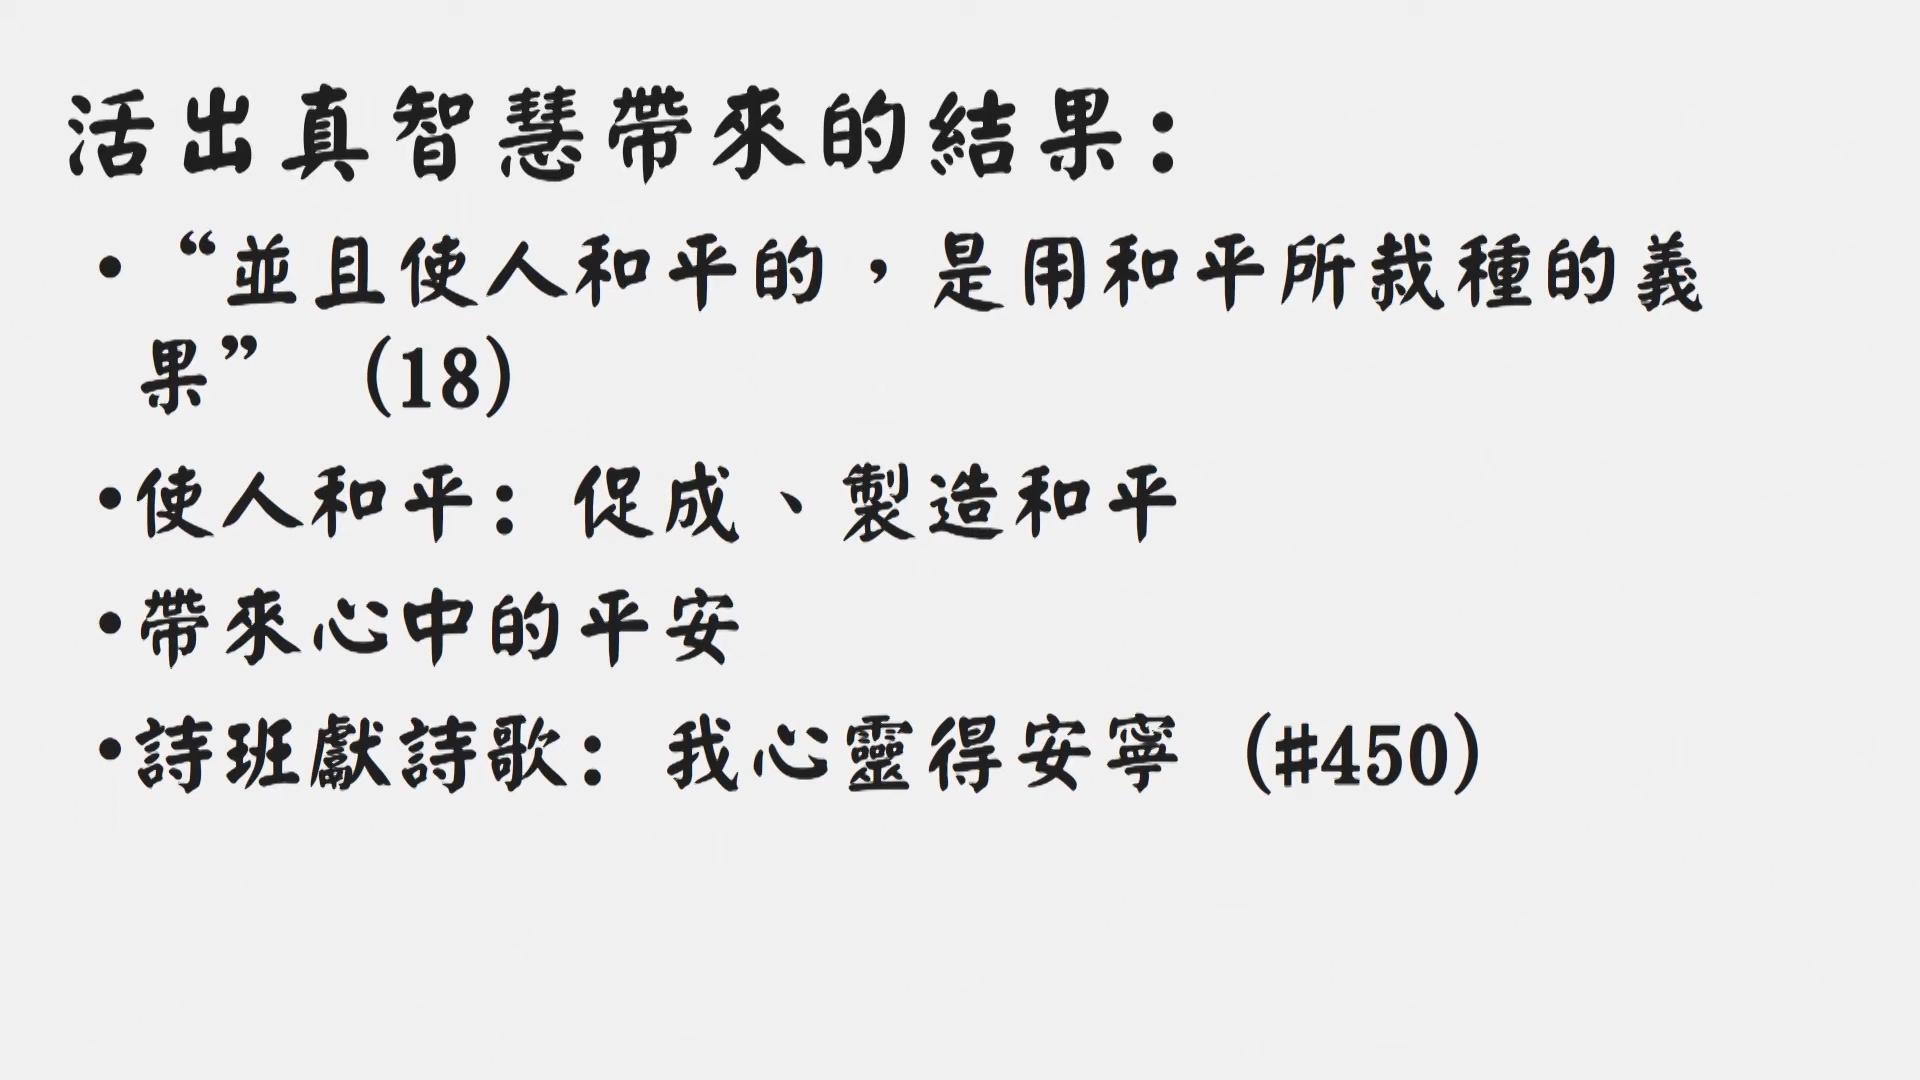 活出真智慧帶來的結果：
•“並且使人和平的，是用和平所栽種的義
果” (18)
•使人和平：促成、製造和平
•帶來心中的平安
•詩班獻詩歌：我心靈得安寧 (#450)